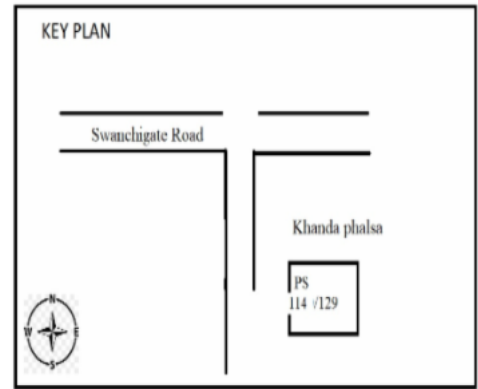 KEY PLAN
Swanchigate Road
Khanda phalsa
PS
114 √129
N
W
E
S